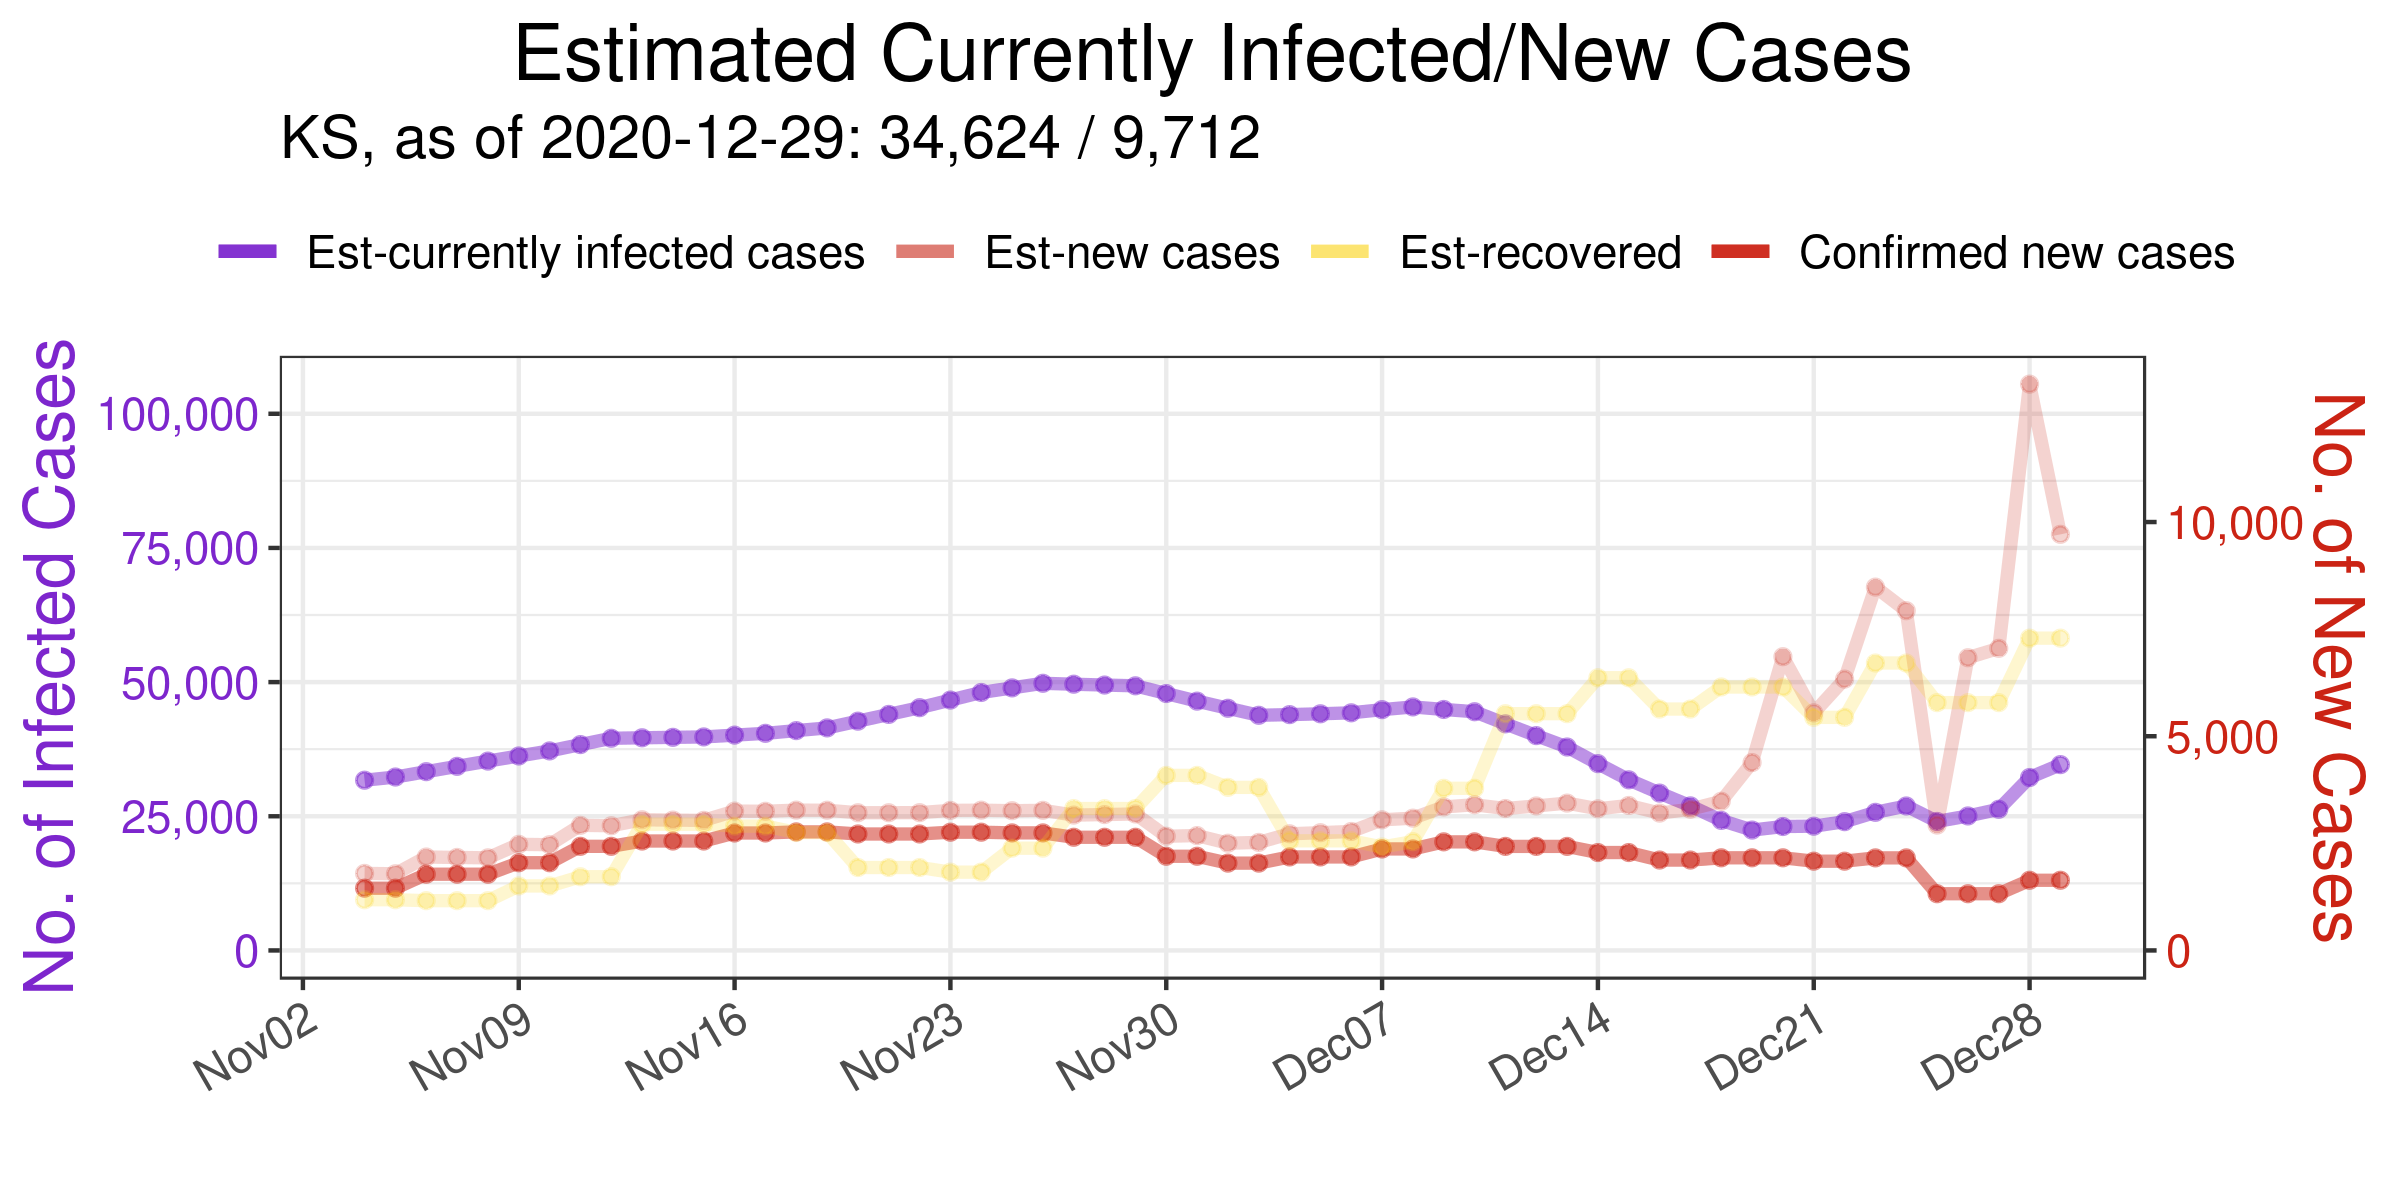 Estimated Currently Infected/New Cases
KS, as of 2020-12-29: 34,624 / 9,712
Est-currently infected cases Est-new cases Est-recovered Confirmed new cases
No. of Infected Cases
100,000
75,000
50,000
25,000
0
10,000
5,000
0
No. of New Cases
Nov02 Nov09 Nov16 Nov23 Nov30 Dec07 Dec14 Dec21 Dec28